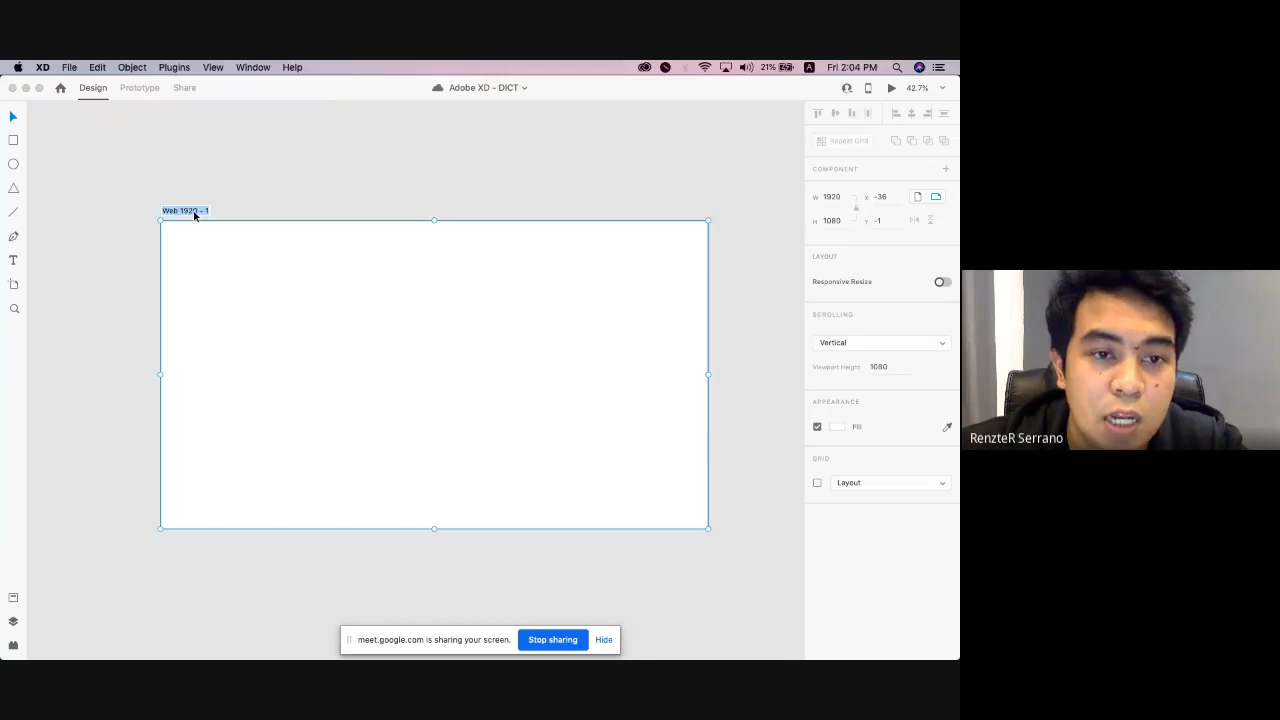 XD File Edit Object Plugins View Window Help 21% A Fri 2:04 PM
Design Prototype Share Adobe XD - DICT 42.7%
Repeat Grid
COMPONENT
W 1920 X -36
H 1080 Y -1
Web 1920 – 1
LAYOUT
T
Responsive Resize
SCROLLING
Vertical
Viewport Height 1080
APPEARANCE
Fill
RenzteR Serrano
GRID
Layout
meet.google.com is sharing your screen. Stop sharing Hide